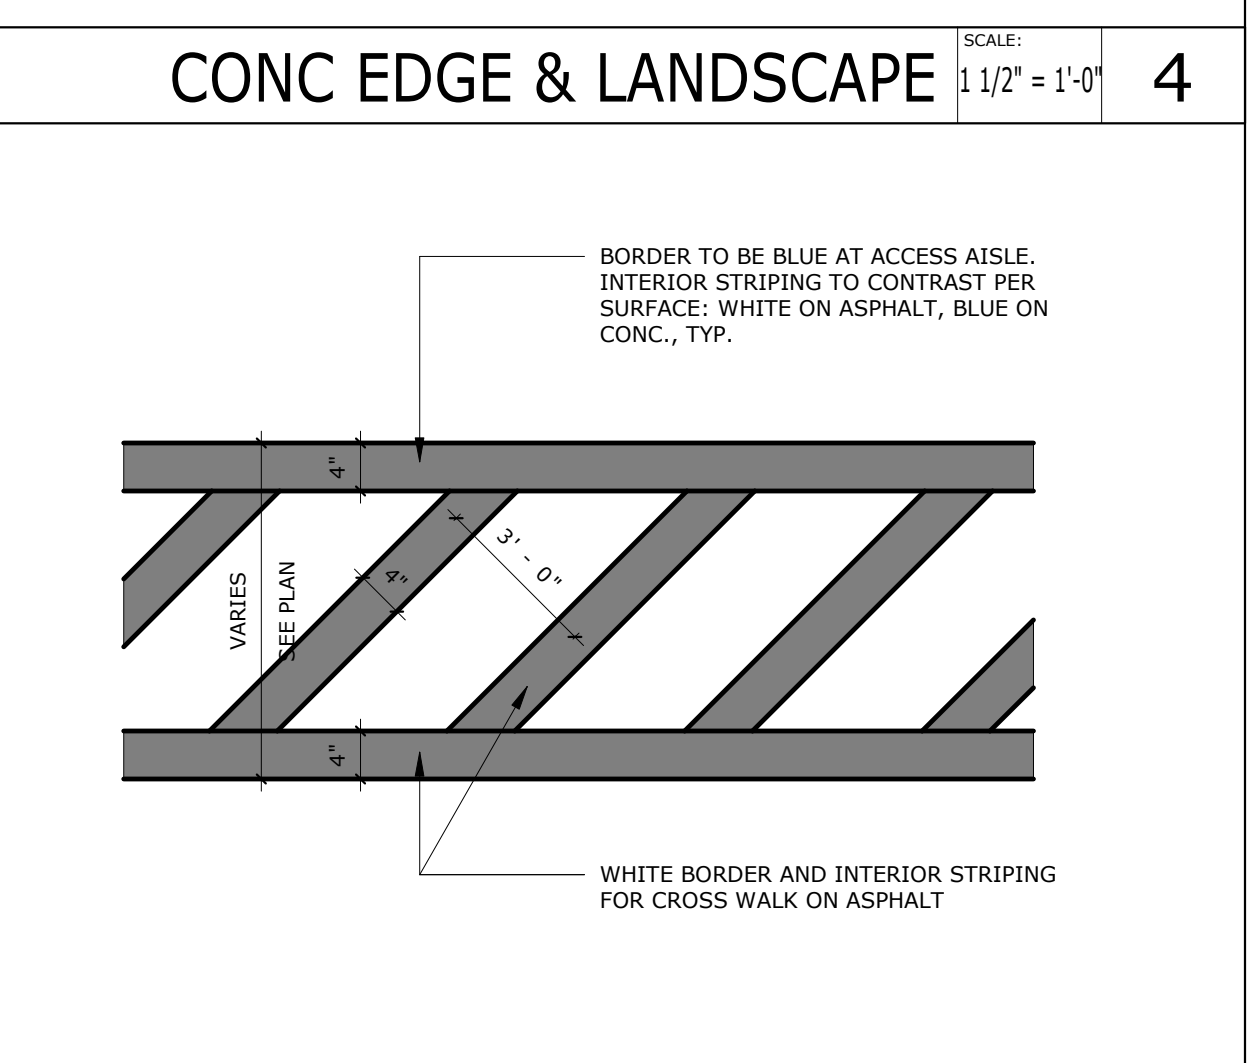 CONC EDGE & LANDSCAPE
SCALE:
1 1/2" = 1'-0"
4
BORDER TO BE BLUE AT ACCESS AISLE.
INTERIOR STRIPING TO CONTRAST PER
SURFACE: WHITE ON ASPHALT, BLUE ON
CONC., TYP.
4"
3' - 0"
4"
VARIES
SEE PLAN
4"
WHITE BORDER AND INTERIOR STRIPING
FOR CROSS WALK ON ASPHALT